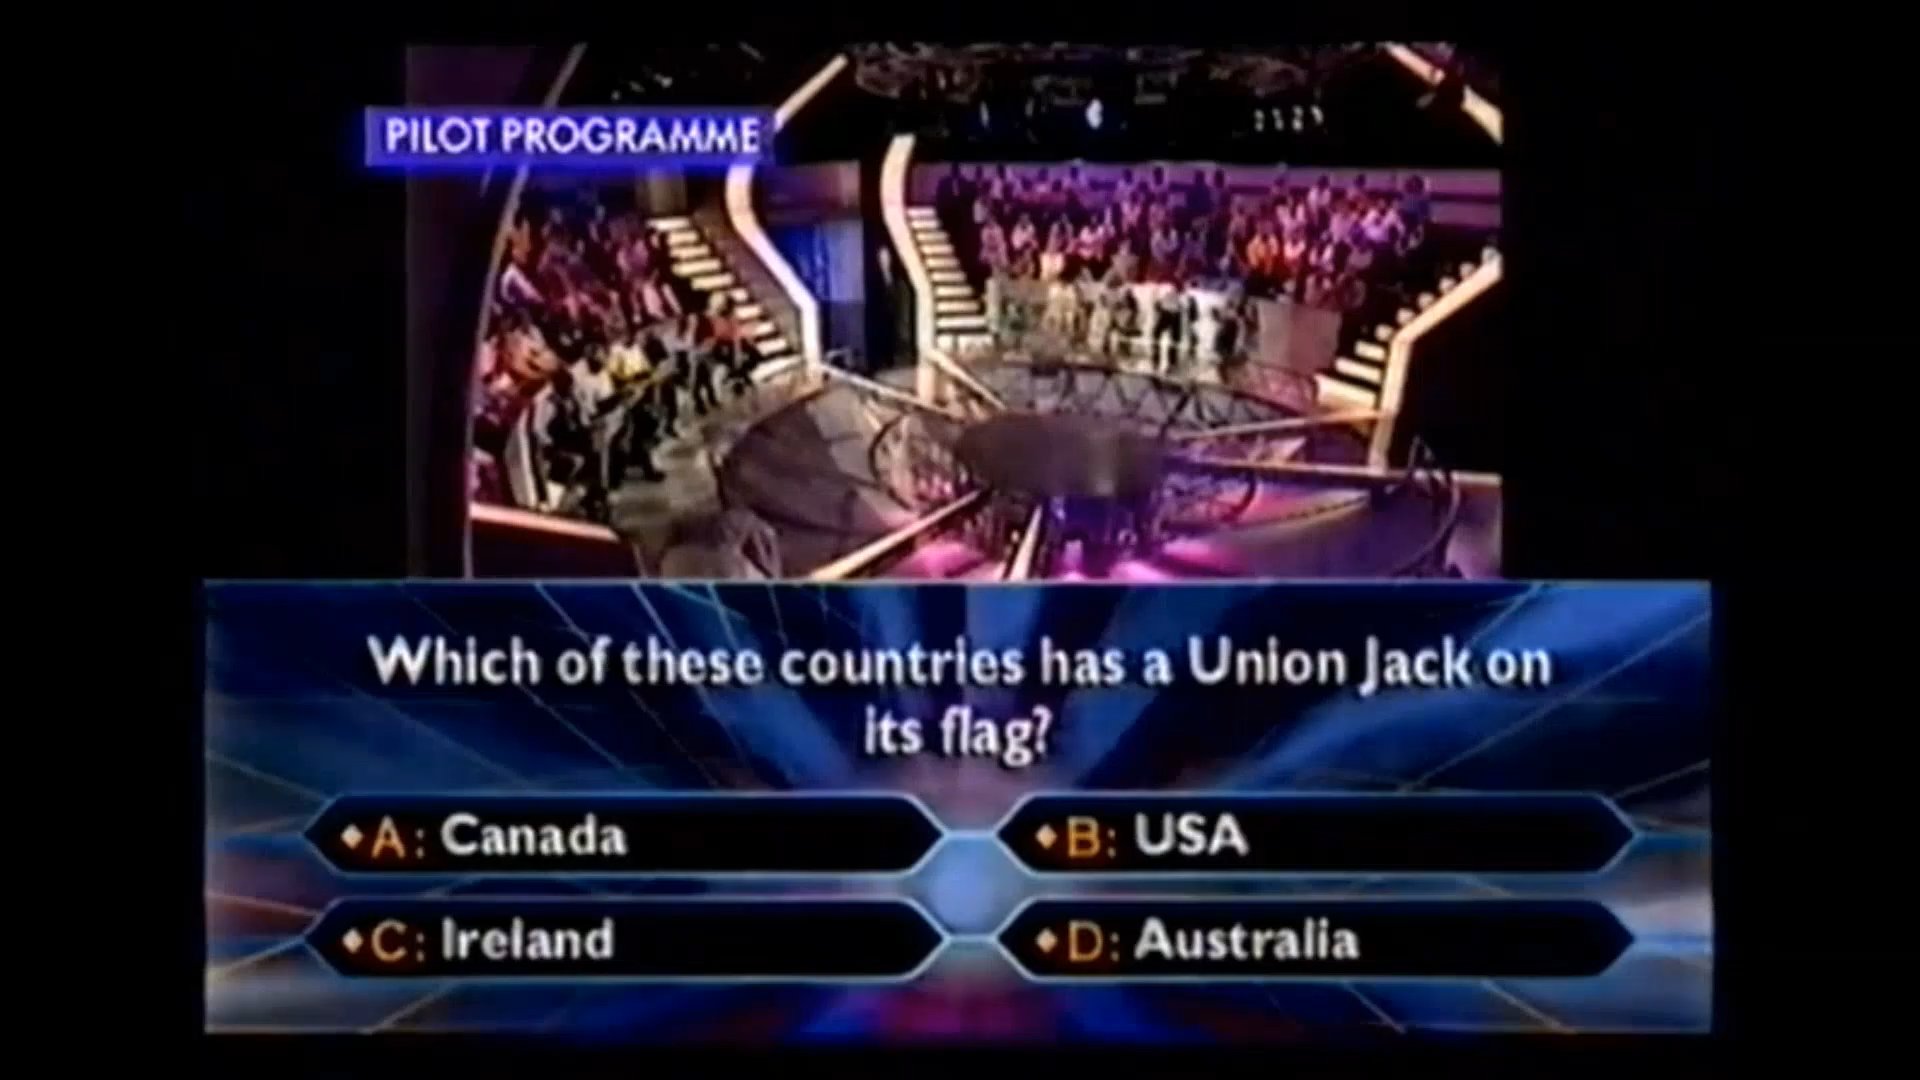 PILOT PROGRAMME
Which of these countries has a Union Jack on
its flag?
A: Canada
B: USA
C: Ireland
D: Australia